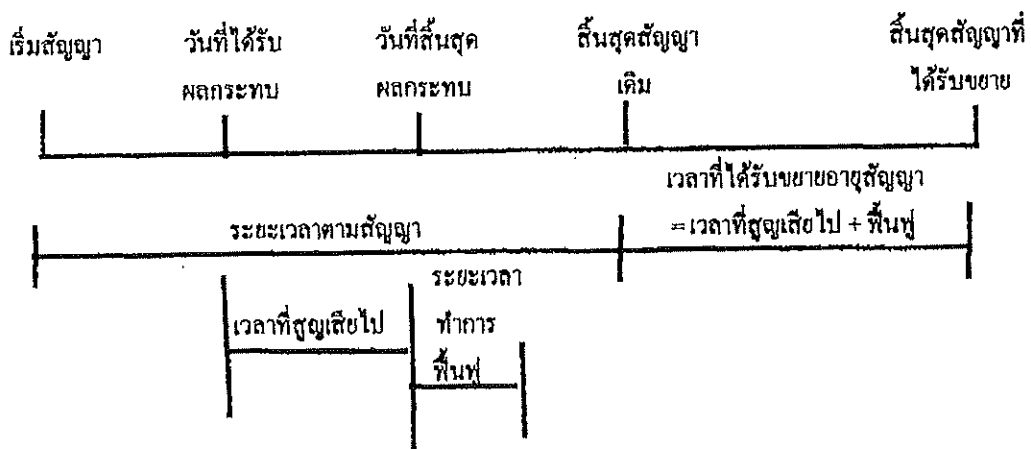 เริ่มสัญญา
วันที่ได้รับ
ผลกระทบ
วันที่สิ้นสุด
ผลกระทบ
สิ้นสุดสัญญา
เดิม
สิ้นสุดสัญญาที่
ได้รับขยาย
เวลาที่ได้รับขยายอายุสัญญา
=เวลาที่สูญเสียไป + ฟื้นฟู
ระยะเวลาตามสัญญา
เวลาที่สูญเสียไป
ระยะเวลา
ทำการ
ฟื้นฟู